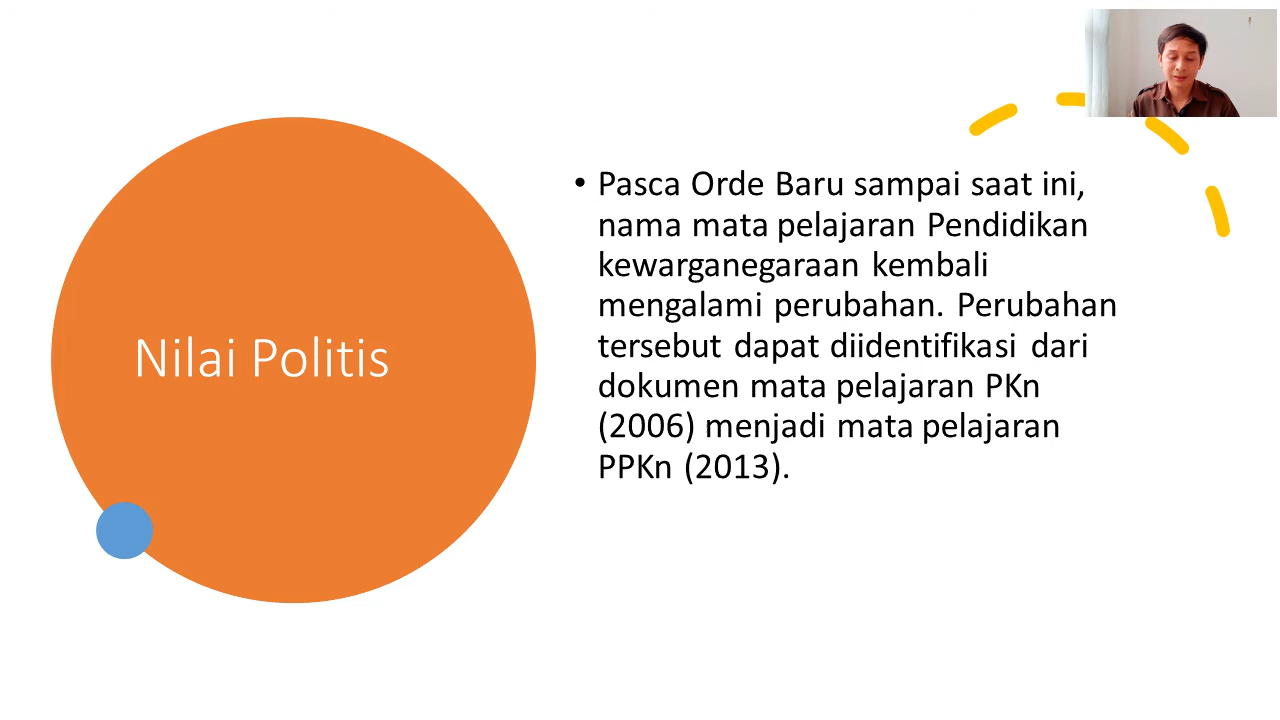 Nilai Politis
• Pasca Orde Baru sampai saat ini,
nama mata pelajaran Pendidikan
kewarganegaraan kembali
mengalami perubahan. Perubahan
tersebut dapat diidentifikasi dari
dokumen mata pelajaran PKn
(2006) menjadi mata pelajaran
PPKn (2013).